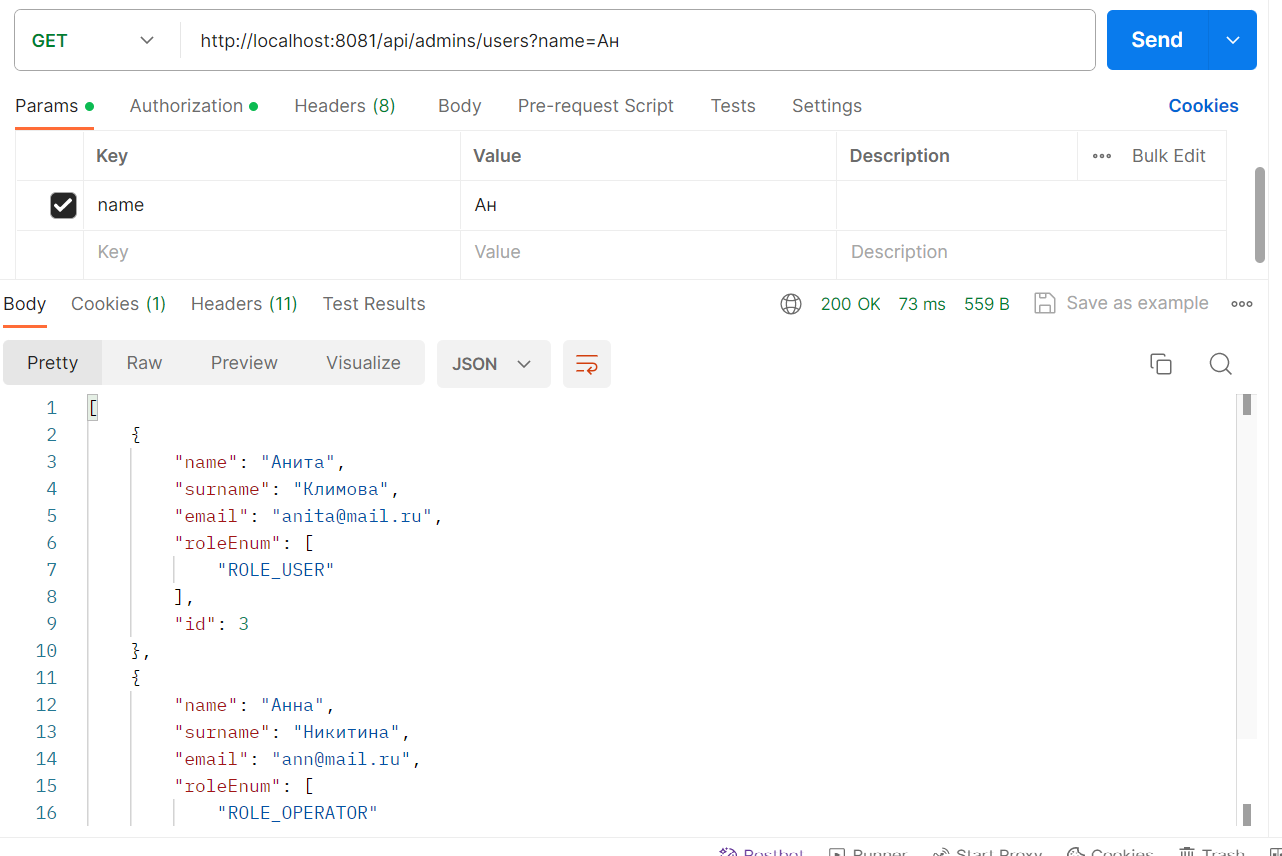 GET http://localhost:8081/api/admins/users?name=Ан Send
Params Authorization Headers (8) Body Pre-request Script Tests Settings Cookies
Key Value Description Bulk Edit
name Ан
Key Value Description
Body Cookies (1) Headers (11) Test Results 200 OK 73 ms 559 B Save as example
Pretty Raw Preview Visualize JSON
1 [
2 {
3 "name": "Анита",
4 "surname": "Климова",
5 "email": "anita@mail.ru",
6 "roleEnum": [
7 "ROLE_USER"
8 ],
9 "id": 3
10 },
11 {
12 "name": "Анна",
13 "surname": "Никитина",
14 "email": "ann@mail.ru",
15 "roleEnum": [
16 "ROLE_OPERATOR"
Postbot Runner Start Proxy Cookies Trash